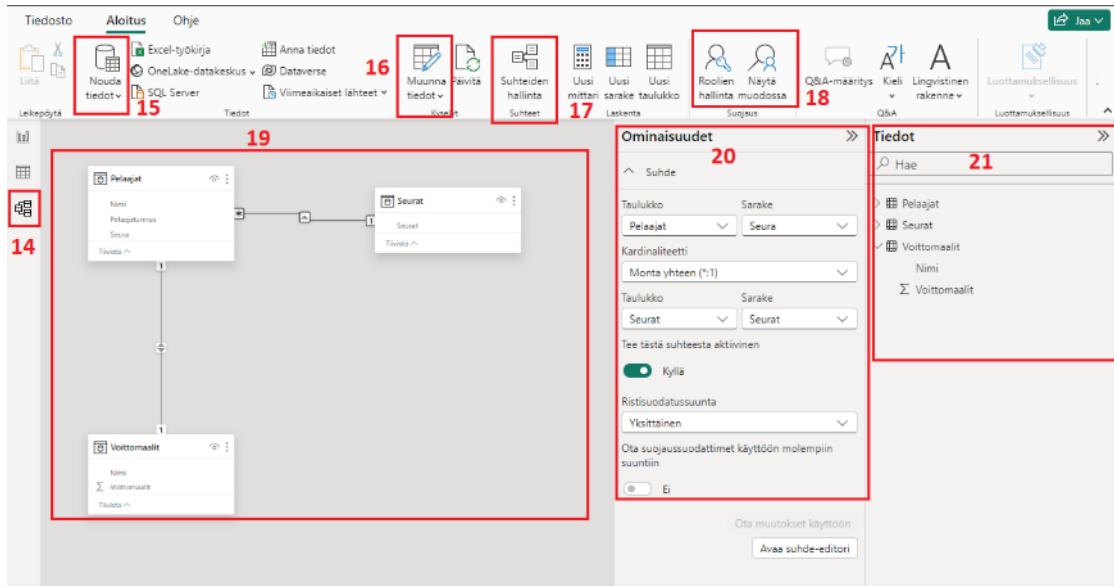 Tiedosto Aloitus Ohje Jaa
Liitä
Nouda
tiedot
Excel-työkirja
OneLake-datakeskus
SQL Server
Anna tiedot
Dataverse
Viimeaikaiset lähteet
Muunna
tiedot
Päivitä
Suhteiden
hallinta
Uusi
mittari
Uusi
sarake
Uusi
taulukko
Roolien
hallinta
Näytä
muodossa
Q&A-määritys
Kieli
Lingvistinen
rakenne
Luottamuksellisuus
15
16
17
18
Leikepöytä Tiedot Kyselyt Suhteet Laskenta Suojaus Q&A Luottamuksellisuus
14
19
Pelaajat
Nimi
Pelaajatunnus
Seura
Tiivistä
* 1
Seurat
Seurat
Tiivistä
1
1
Voittomaalit
Nimi
Σ Voittomaalit
Tiivistä
Ominaisuudet
20
Suhde
Taulukko Sarake
Pelaajat Seura
Kardinaliteetti
Monta yhteen (*:1)
Taulukko Sarake
Seurat Seurat
Tee tästä suhteesta aktiivinen
Kyllä
Ristisuodatussuunta
Yksittäinen
Ota suojaussuodattimet käyttöön molempiin
suuntiin
Ei
Ota muutokset käyttöön
Avaa suhde-editori
Tiedot
21
Hae
Pelaajat
Seurat
Voittomaalit
Nimi
Σ Voittomaalit